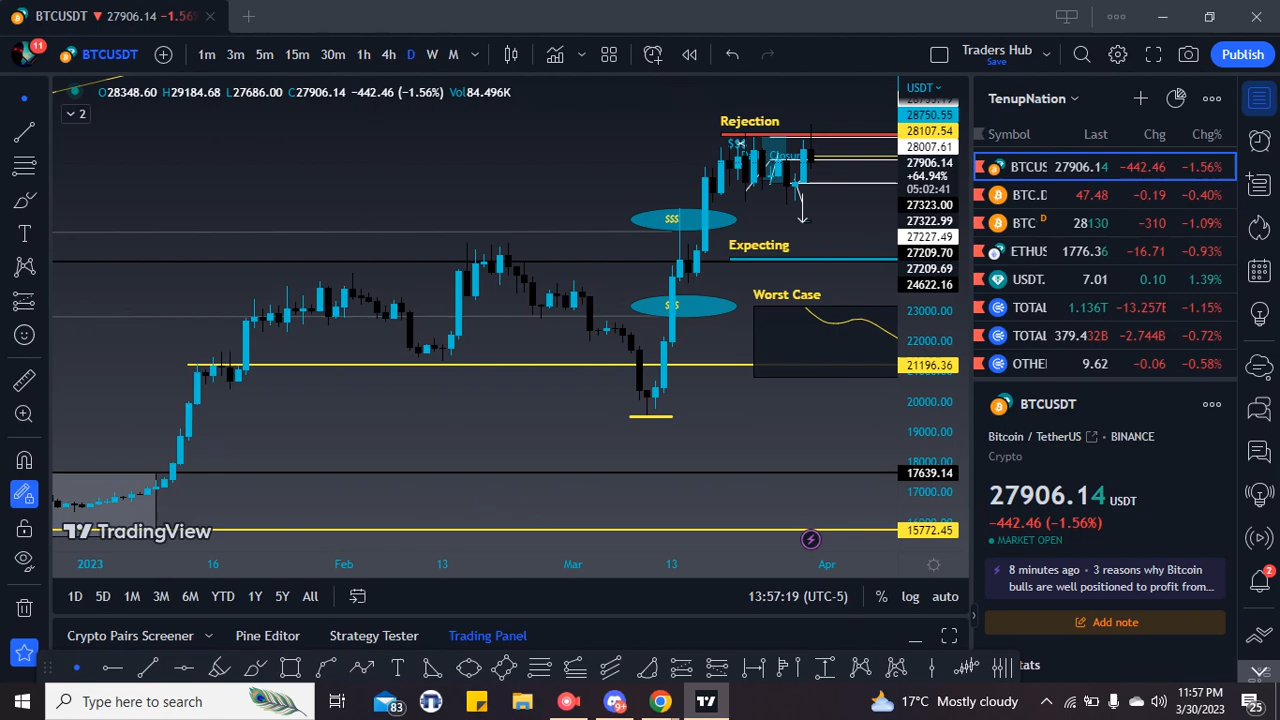 BTCUSDT ▼ 27906.14 −1.56%
11 BTCUSDT 1m 3m 5m 15m 30m 1h 4h D W M Traders Hub Save Publish
O28348.60 H29184.68 L27686.00 C27906.14 −442.46 (−1.56%) Vol84.496K
2
USDT
28750.55
28107.54
28007.61
27906.14
+64.94%
05:02:41
27323.00
27322.99
27227.49
27209.70
27209.69
24622.16
23000.00
22000.00
21196.36
20000.00
19000.00
18000.00
17639.14
17000.00
15772.45
Rejection
$$$
$$$
Expecting
Worst Case
$ $
TradingView
2023 16 Feb 13 Mar 13 Apr
1D 5D 1M 3M 6M YTD 1Y 5Y All 13:57:19 (UTC-5) % log auto
Crypto Pairs Screener Pine Editor Strategy Tester Trading Panel
TenupNation
Symbol Last Chg Chg%
BTCUS 27906.14 −442.46 −1.56%
BTC.D 47.48 −0.19 −0.40%
BTC D 28130 −310 −1.09%
ETHUS 1776.36 −16.71 −0.93%
USDT. 7.01 0.10 1.39%
TOTAL 1.136T −13.257B −1.15%
TOTAL 379.432B −2.744B −0.72%
OTHE 9.62 −0.06 −0.58%
BTCUSDT
Bitcoin / TetherUS • BINANCE
Crypto
27906.14 USDT
−442.46 (−1.56%)
MARKET OPEN
8 minutes ago • 3 reasons why Bitcoin
bulls are well positioned to profit from...
Add note
2
Type here to search 83 9+ 17°C Mostly cloudy 11:57 PM
3/30/2023 25